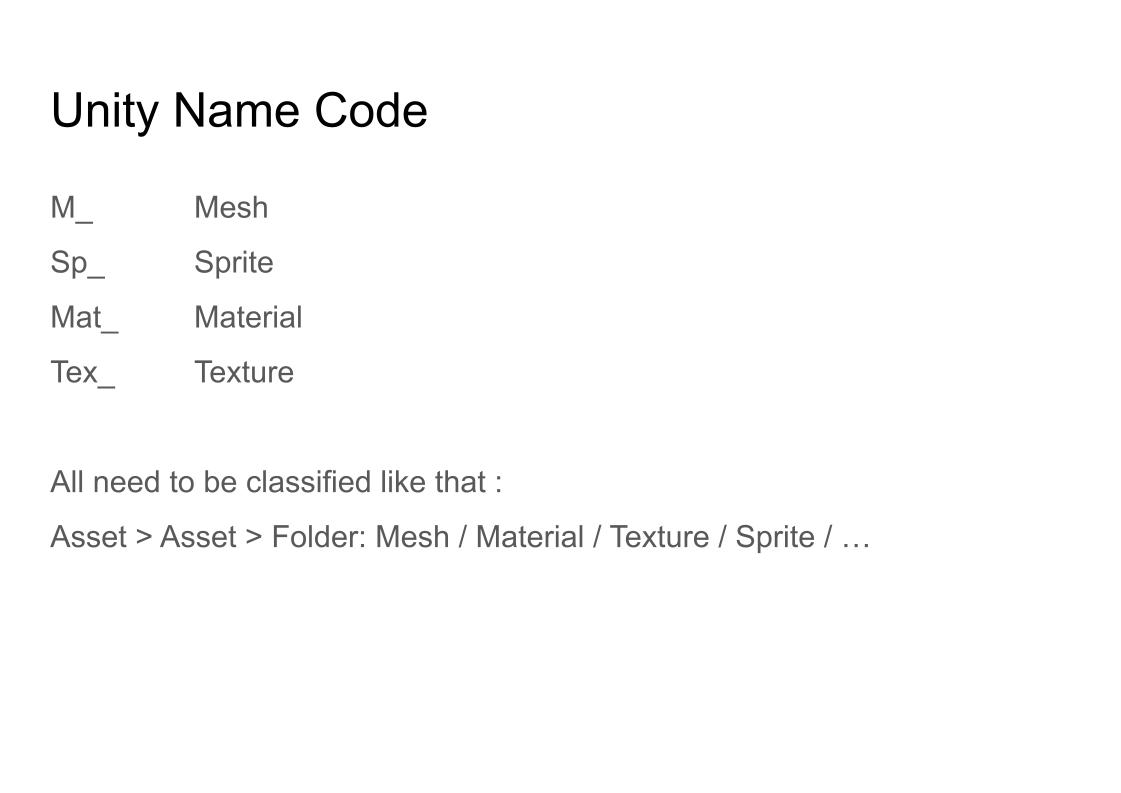 Unity Name Code
M_ Mesh
Sp_ Sprite
Mat_ Material
Tex_ Texture
All need to be classified like that :
Asset > Asset > Folder: Mesh / Material / Texture / Sprite / …